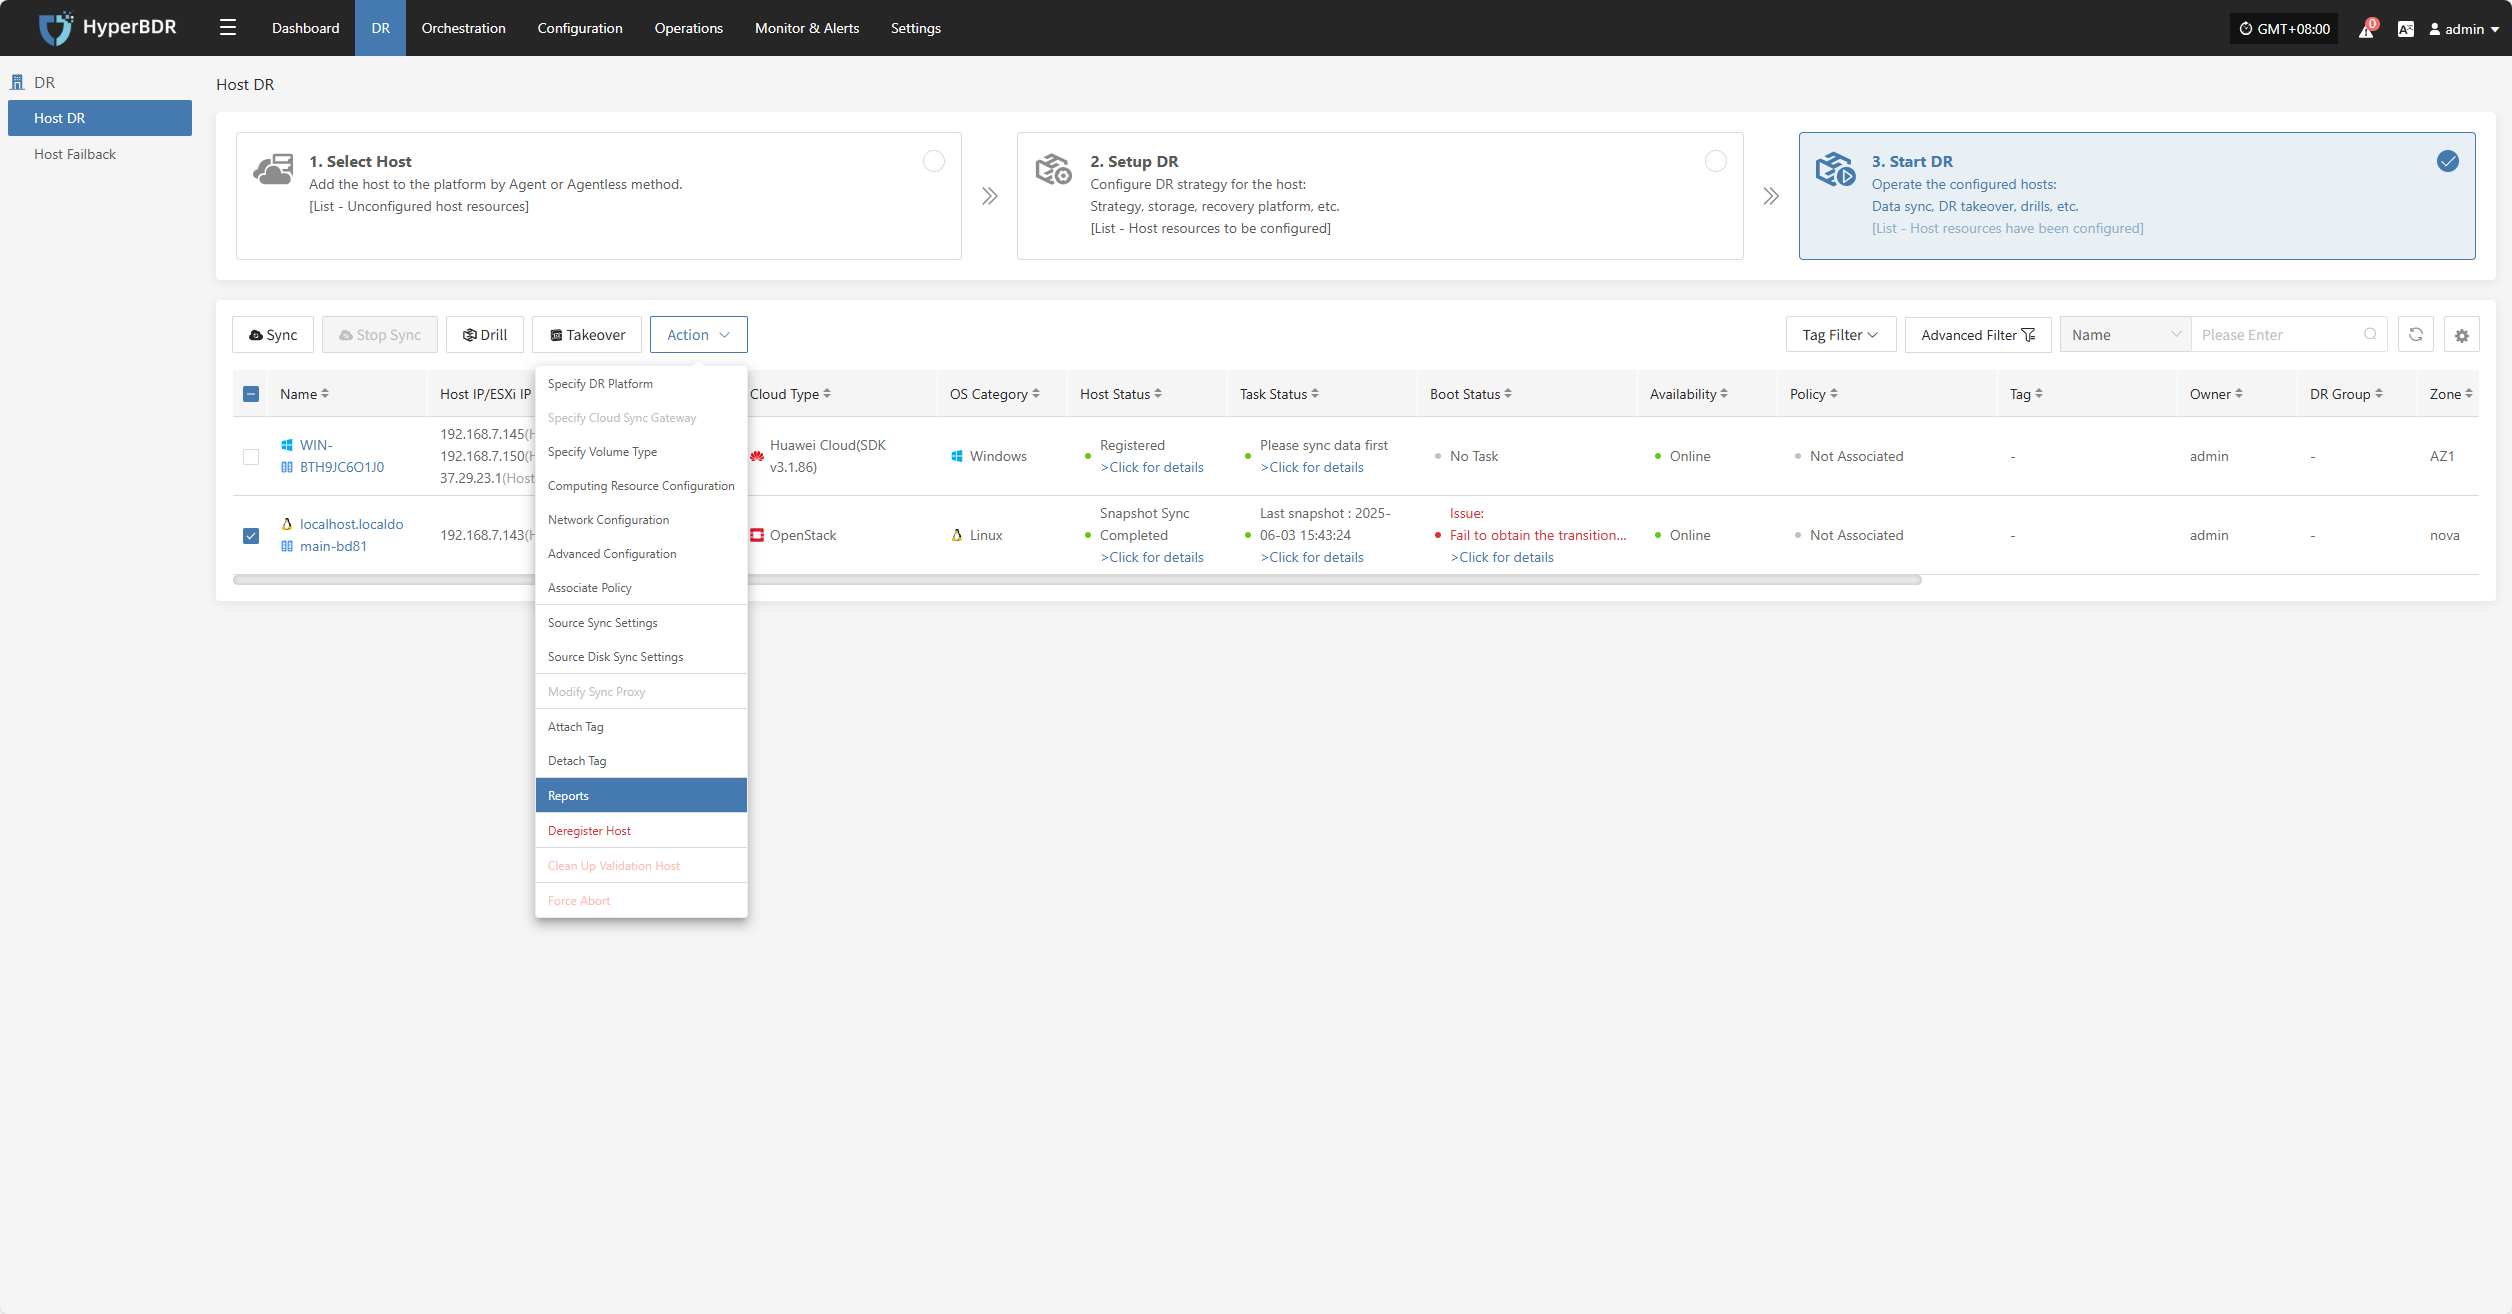 HyperBDR
Dashboard
DR
Orchestration
Configuration
Operations
Monitor & Alerts
Settings
GMT+08:00
0
admin
DR
Host DR
Host Failback
Host DR
1. Select Host
Add the host to the platform by Agent or Agentless method.
[List - Unconfigured host resources]
2. Setup DR
Configure DR strategy for the host:
Strategy, storage, recovery platform, etc.
[List - Host resources to be configured]
3. Start DR
Operate the configured hosts:
Data sync, DR takeover, drills, etc.
[List - Host resources have been configured]
Sync
Stop Sync
Drill
Takeover
Action
Tag Filter
Advanced Filter
Name
Please Enter
Name
Host IP/ESXi IP
Cloud Type
OS Category
Host Status
Task Status
Boot Status
Availability
Policy
Tag
Owner
DR Group
Zone
WIN-
BTH9JC6O1J0
192.168.7.145(H
192.168.7.150(H
37.29.23.1(Host
Huawei Cloud(SDK
v3.1.86)
Windows
Registered
>Click for details
Please sync data first
>Click for details
No Task
Online
Not Associated
-
admin
-
AZ1
localhost.localdo
main-bd81
192.168.7.143(H
OpenStack
Linux
Snapshot Sync
Completed
>Click for details
Last snapshot : 2025-
06-03 15:43:24
>Click for details
Issue:
Fail to obtain the transition...
>Click for details
Online
Not Associated
-
admin
-
nova
Specify DR Platform
Specify Cloud Sync Gateway
Specify Volume Type
Computing Resource Configuration
Network Configuration
Advanced Configuration
Associate Policy
Source Sync Settings
Source Disk Sync Settings
Modify Sync Proxy
Attach Tag
Detach Tag
Reports
Deregister Host
Clean Up Validation Host
Force Abort